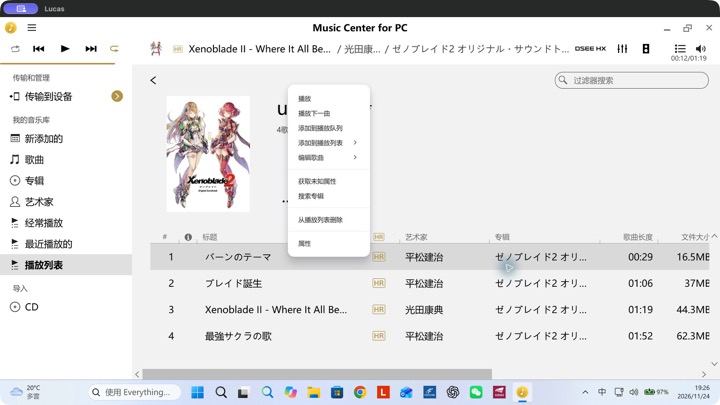 Lucas
Music Center for PC
HR Xenoblade II - Where It All Be... / 光田康... / ゼノブレイド2 オリジナル・サウンドト...
DSEE HX
00:12/01:19
传输和管理
传输到设备
我的音乐库
新添加的
歌曲
专辑
艺术家
经常播放
最近播放的
播放列表
导入
CD
过滤器搜索
Xenoblade2
Original Soundtrack
4歌
播放
播放下一曲
添加到播放队列
添加到播放列表
编辑歌曲
获取未知属性
搜索专辑
从播放列表删除
属性
# 标题 HR 艺术家 专辑 歌曲长度 文件大小
1 バーンのテーマ HR 平松建治 ゼノブレイド2 オリ... 00:29 16.5MB
2 ブレイド誕生 HR 平松建治 ゼノブレイド2 オリ... 01:06 37MB
3 Xenoblade II - Where It All Be... HR 光田康典 ゼノブレイド2 オリ... 01:19 44.3MB
4 最強サクラの歌 HR 平松建治 ゼノブレイド2 オリ... 01:52 62.3MB
20°C
多云
使用 Everything...
中
97%
19:26
2026/11/24